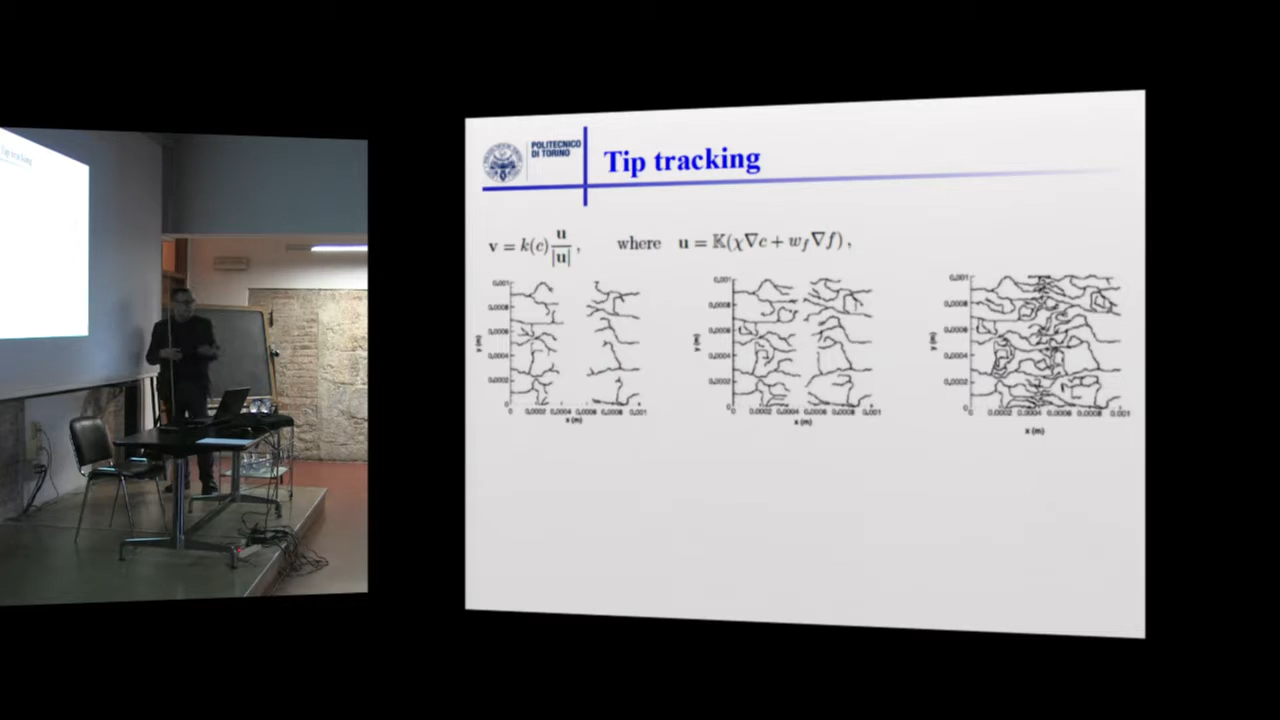 Tip tracking
POLITECNICO
DI TORINO
Tip tracking
v = k(c) u/|u| , where u = 𝕂(χ∇c + w_f ∇f) ,
0,001
0,0008
0,0006
0,0004
0,0002
0
y (m)
0 0,0002 0,0004 0,0006 0,0008 0,001
x (m)
0,001
0,0008
0,0006
0,0004
0,0002
0
y (m)
0 0,0002 0,0004 0,0006 0,0008 0,001
x (m)
0,001
0,0008
0,0006
0,0004
0,0002
0
y (m)
0 0,0002 0,0004 0,0006 0,0008 0,001
x (m)